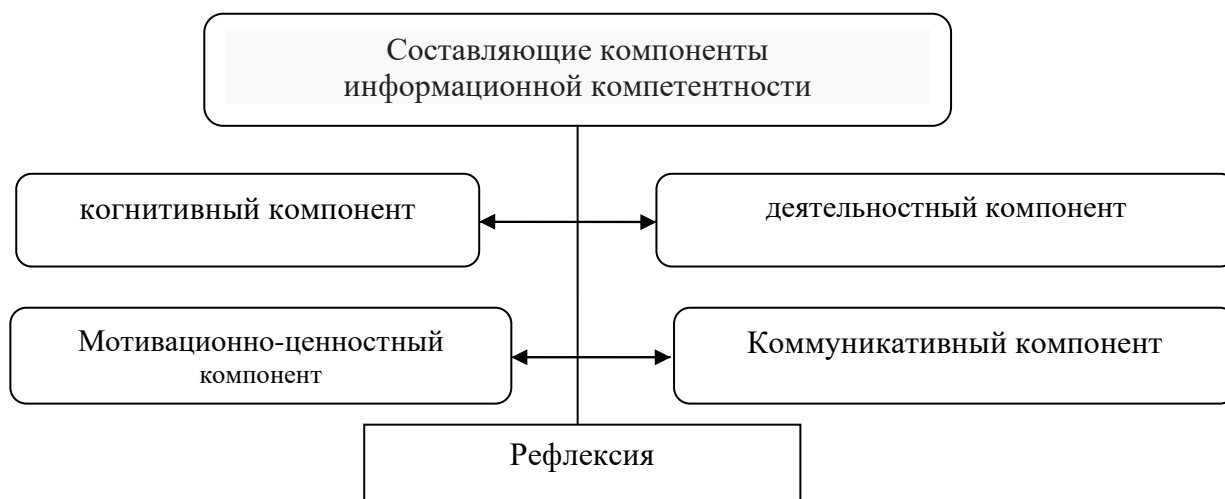 Составляющие компоненты
информационной компетентности
когнитивный компонент
деятельностный компонент
Мотивационно-ценностный
компонент
Коммуникативный компонент
Рефлексия